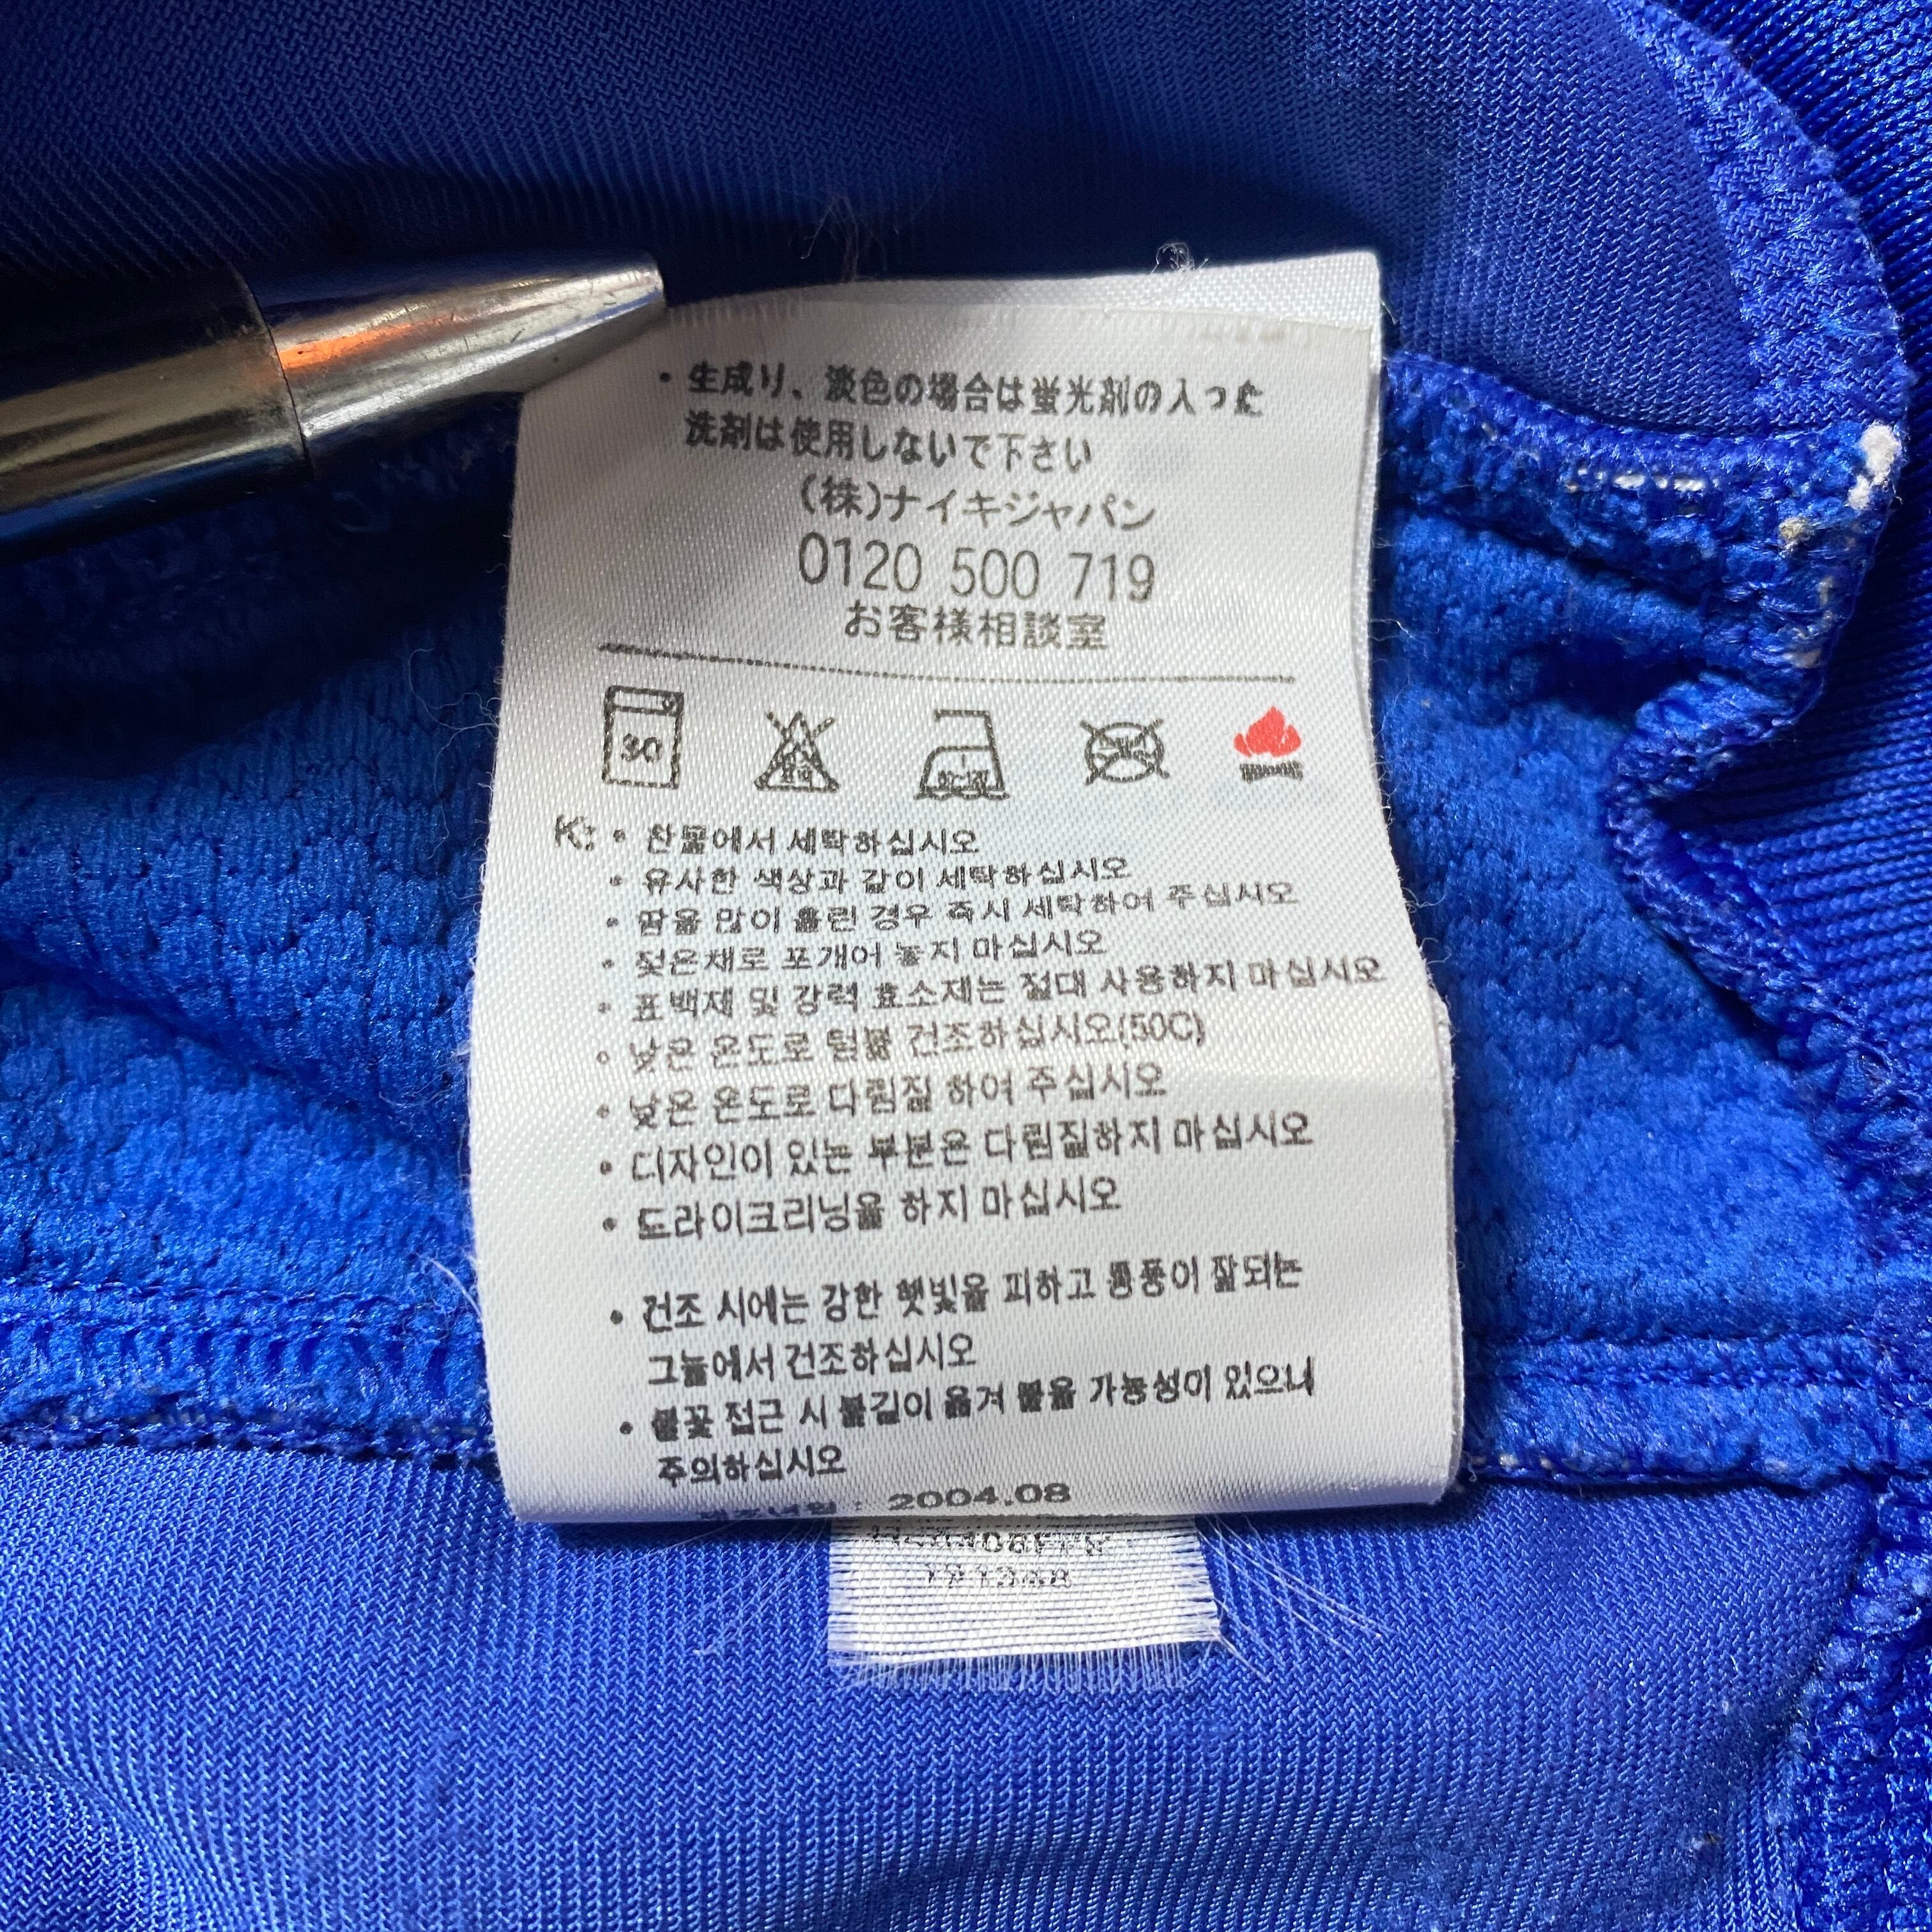 ・生成り、淡色の場合は蛍光剤の入った
洗剤は使用しないで下さい
(株)ナイキジャパン
0120 500 719
お客様相談室
30
K: • 찬물에서 세탁하십시오
• 유사한 색상과 같이 세탁하십시오
• 땀을 많이 흘린 경우 즉시 세탁하여 주십시오
• 젖은채로 포개어 놓지 마십시오
• 표백제 및 강력 효소제는 절대 사용하지 마십시오
• 낮은 온도로 텀블 건조하십시오(50C)
• 낮은 온도로 다림질 하여 주십시오
• 디자인이 있는 부분은 다림질하지 마십시오
• 드라이크리닝을 하지 마십시오
• 건조 시에는 강한 햇빛을 피하고 통풍이 잘되는
그늘에서 건조하십시오
• 불꽃 접근 시 불길이 옮겨 붙을 가능성이 있으니
주의하십시오
: 2004.08